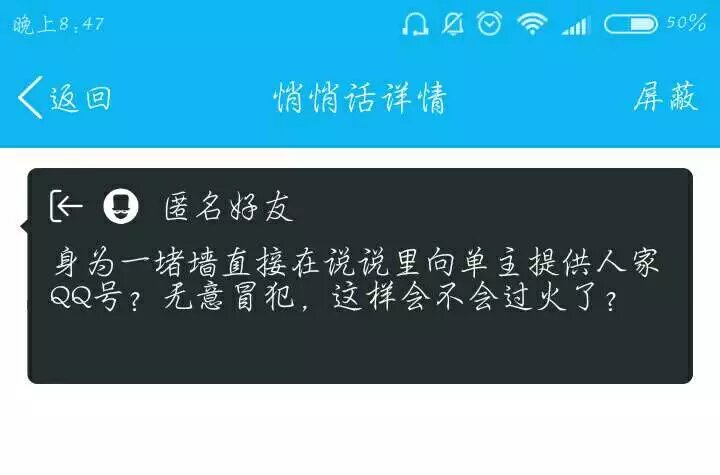 晚上8:47
50%
返回
悄悄话详情
屏蔽
匿名好友
身为一堵墙直接在说说里向单主提供人家
QQ号？无意冒犯，这样会不会过火了？